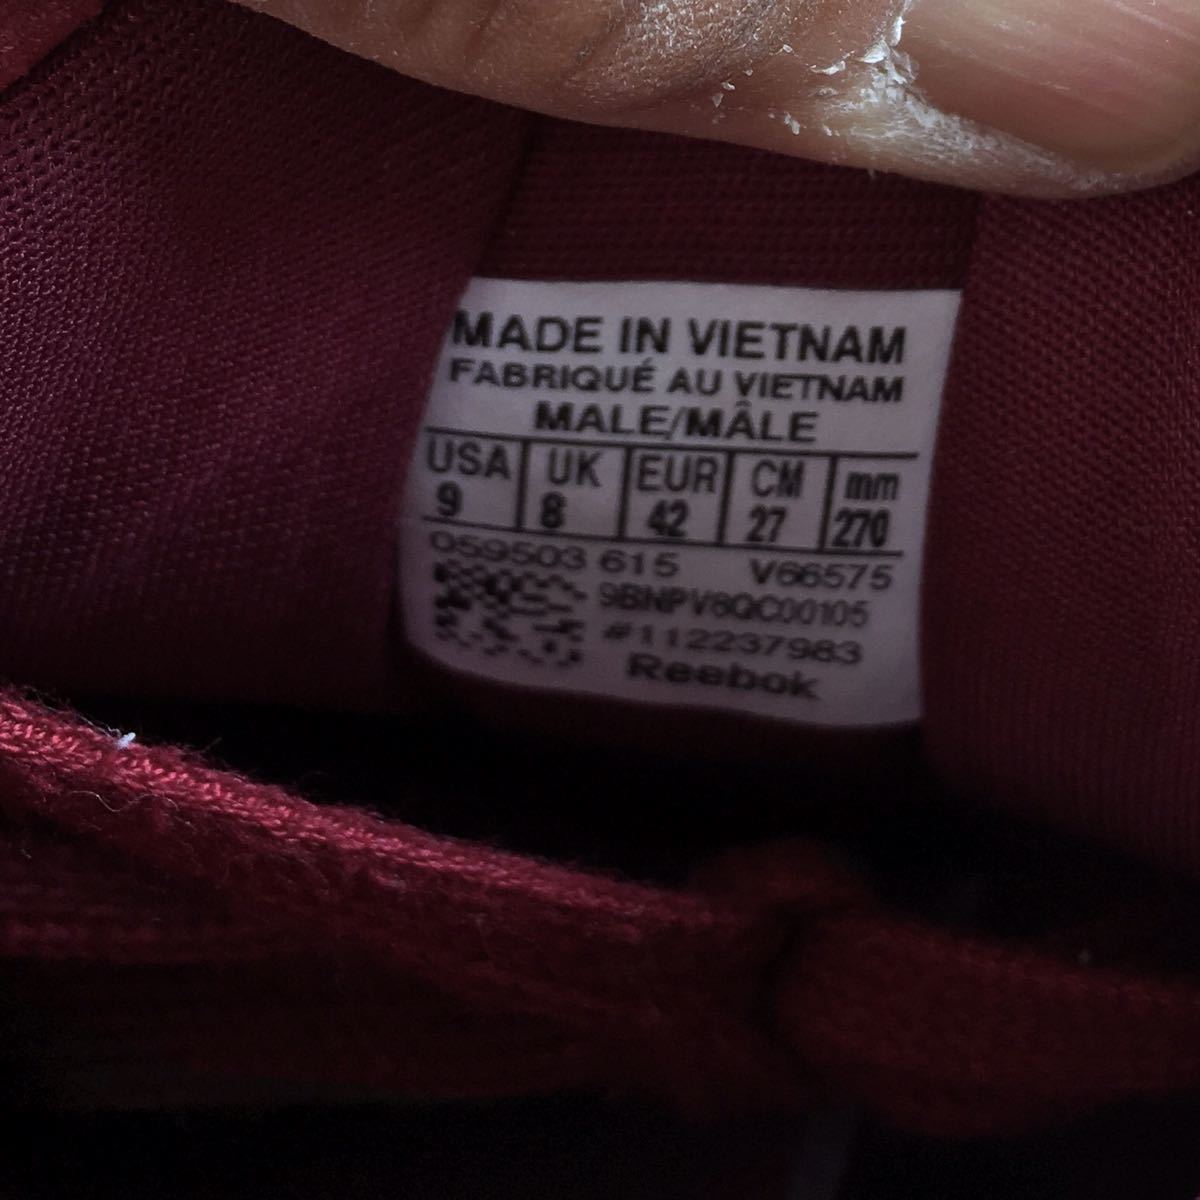 MADE IN VIETNAM
FABRIQUÉ AU VIETNAM
MALE/MÂLE
USA UK EUR CM mm
9 8 42 27 270
059503 615 V66575
9BNPV8QC00105
#112237983
Reebok